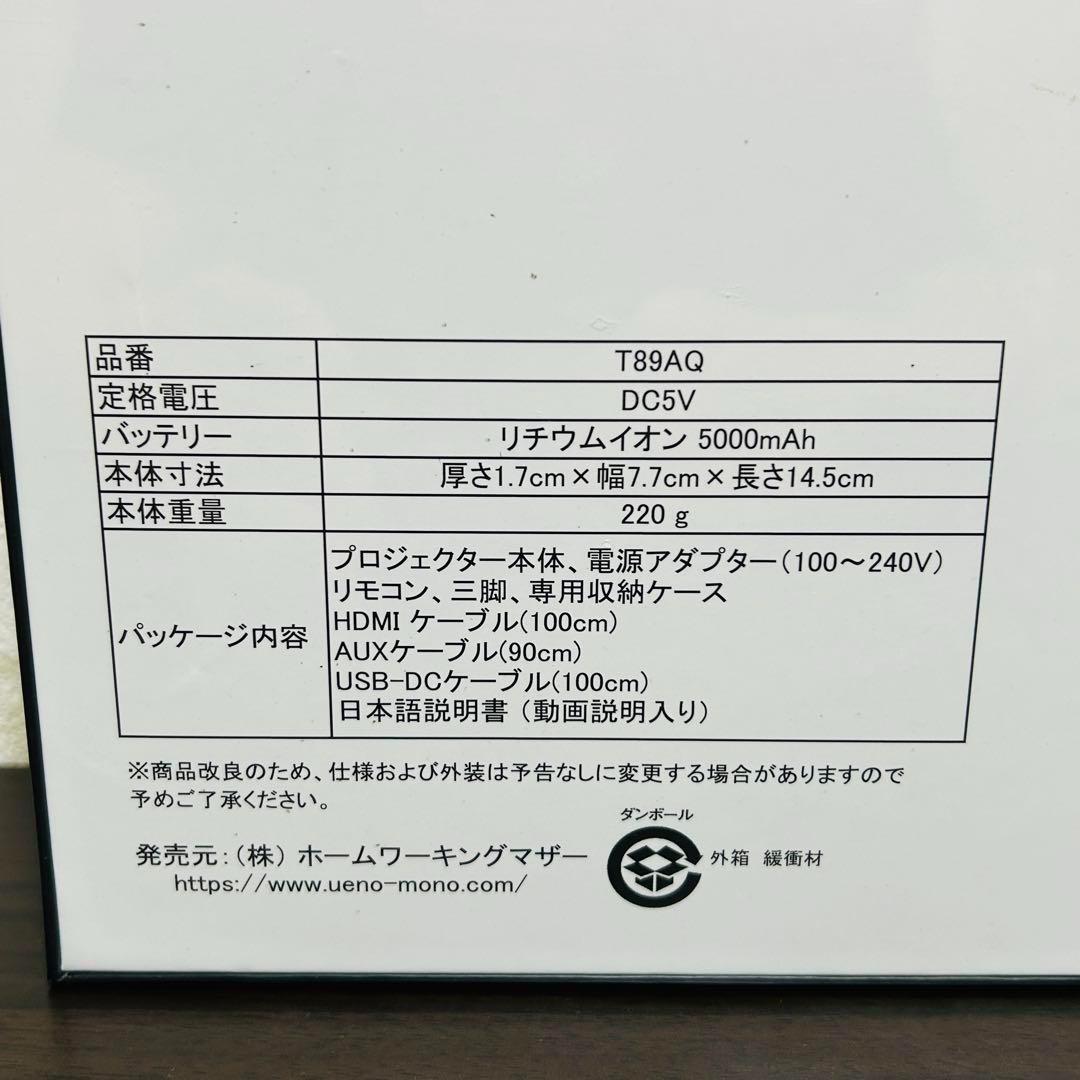 品番 T89AQ
定格電圧 DC5V
バッテリー リチウムイオン 5000mAh
本体寸法 厚さ1.7cm×幅7.7cm×長さ14.5cm
本体重量 220 g
パッケージ内容
プロジェクター本体、電源アダプター(100～240V)
リモコン、三脚、専用収納ケース
HDMI ケーブル(100cm)
AUXケーブル(90cm)
USB-DCケーブル(100cm)
日本語説明書 (動画説明入り)
※商品改良のため、仕様および外装は予告なしに変更する場合がありますので
予めご了承ください。
発売元:(株) ホームワーキングマザー
https://www.ueno-mono.com/
ダンボール
外箱 緩衝材